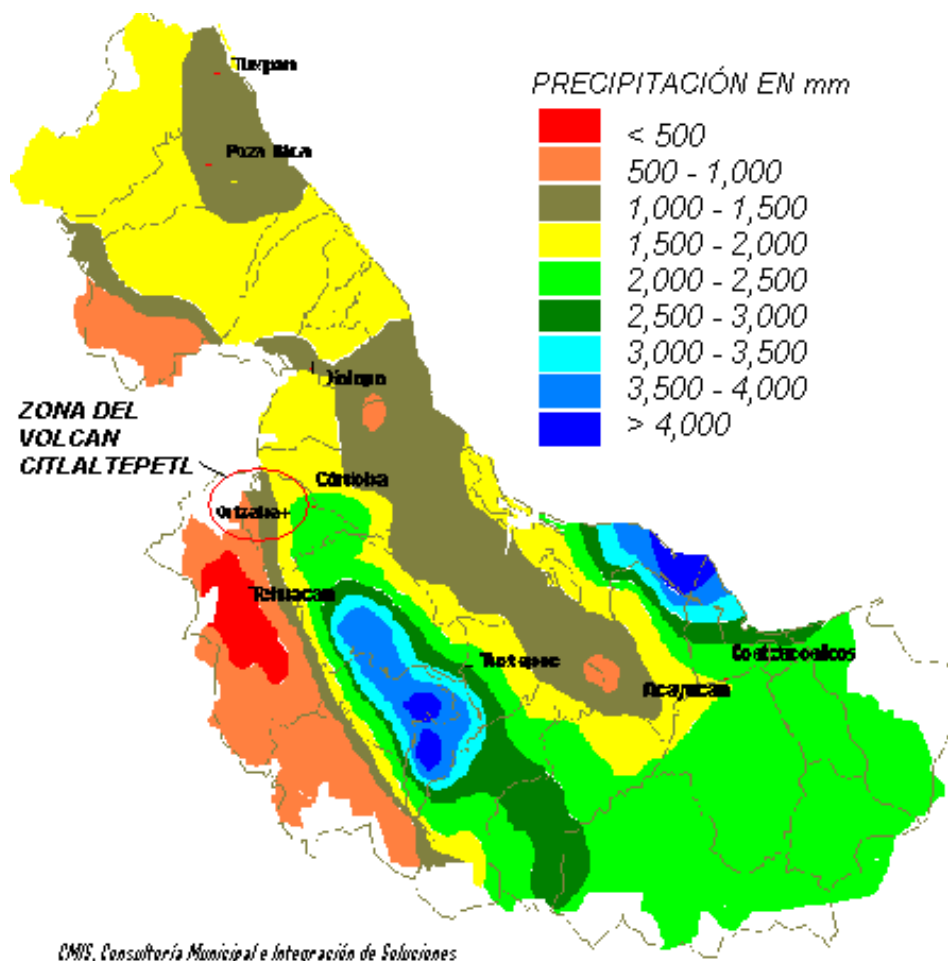 Tuxpan
PRECIPITACIÓN EN mm
< 500
500 - 1,000
1,000 - 1,500
1,500 - 2,000
2,000 - 2,500
2,500 - 3,000
3,000 - 3,500
3,500 - 4,000
> 4,000
Poza Rica
Jalapa
ZONA DEL
VOLCAN
CITLALTEPETL
Córdoba
Orizaba+
Tehuacan
Tuxtepec
Coatzacoalcos
Acayucan
CMIS, Consultoría Municipal e Integración de Soluciones